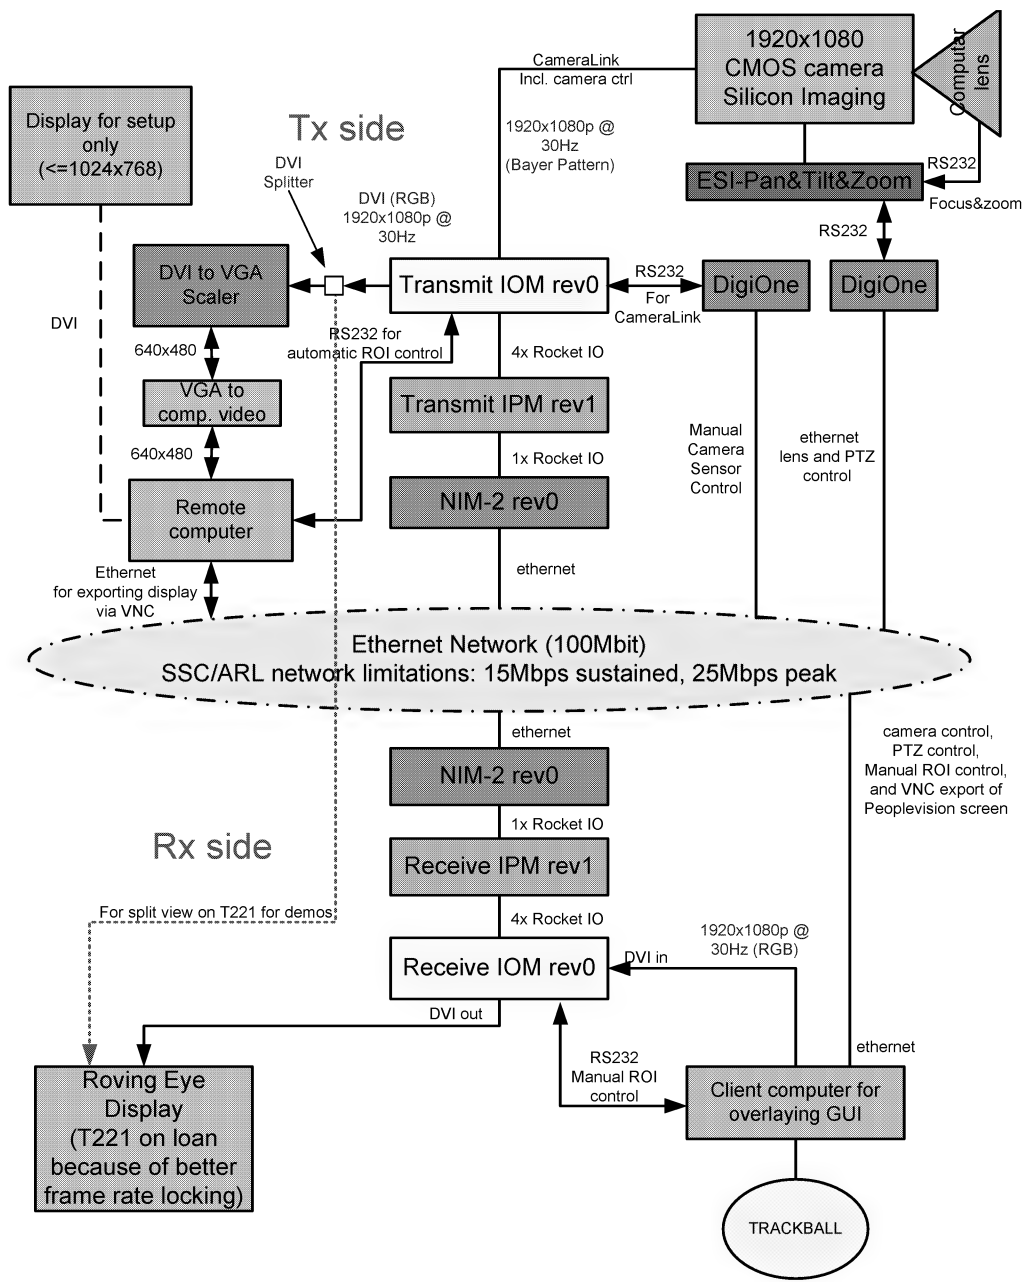 CameraLink
Incl. camera ctrl
1920x1080
CMOS camera
Silicon Imaging
Computar
lens
Display for setup
only
(<=1024x768)
Tx side
1920x1080p @
30Hz
(Bayer Pattern)
DVI
Splitter
RS232
ESI-Pan&Tilt&Zoom
Focus&zoom
DVI (RGB)
1920x1080p @
30Hz
RS232
DVI to VGA
Scaler
Transmit IOM rev0
RS232
For
CameraLink
DigiOne
DigiOne
DVI
640x480
RS232 for
automatic ROI control
4x Rocket IO
VGA to
comp. video
Transmit IPM rev1
640x480
1x Rocket IO
Manual
Camera
Sensor
Control
ethernet
lens and PTZ
control
Remote
computer
NIM-2 rev0
Ethernet
for exporting display
via VNC
ethernet
Ethernet Network (100Mbit)
SSC/ARL network limitations: 15Mbps sustained, 25Mbps peak
ethernet
camera control,
PTZ control,
Manual ROI control,
and VNC export of
Peoplevision screen
NIM-2 rev0
1x Rocket IO
Rx side
Receive IPM rev1
For split view on T221 for demos
4x Rocket IO
1920x1080p @
30Hz (RGB)
Receive IOM rev0
DVI in
DVI out
ethernet
RS232
Manual ROI
control
Roving Eye
Display
(T221 on loan
because of better
frame rate locking)
Client computer for
overlaying GUI
TRACKBALL